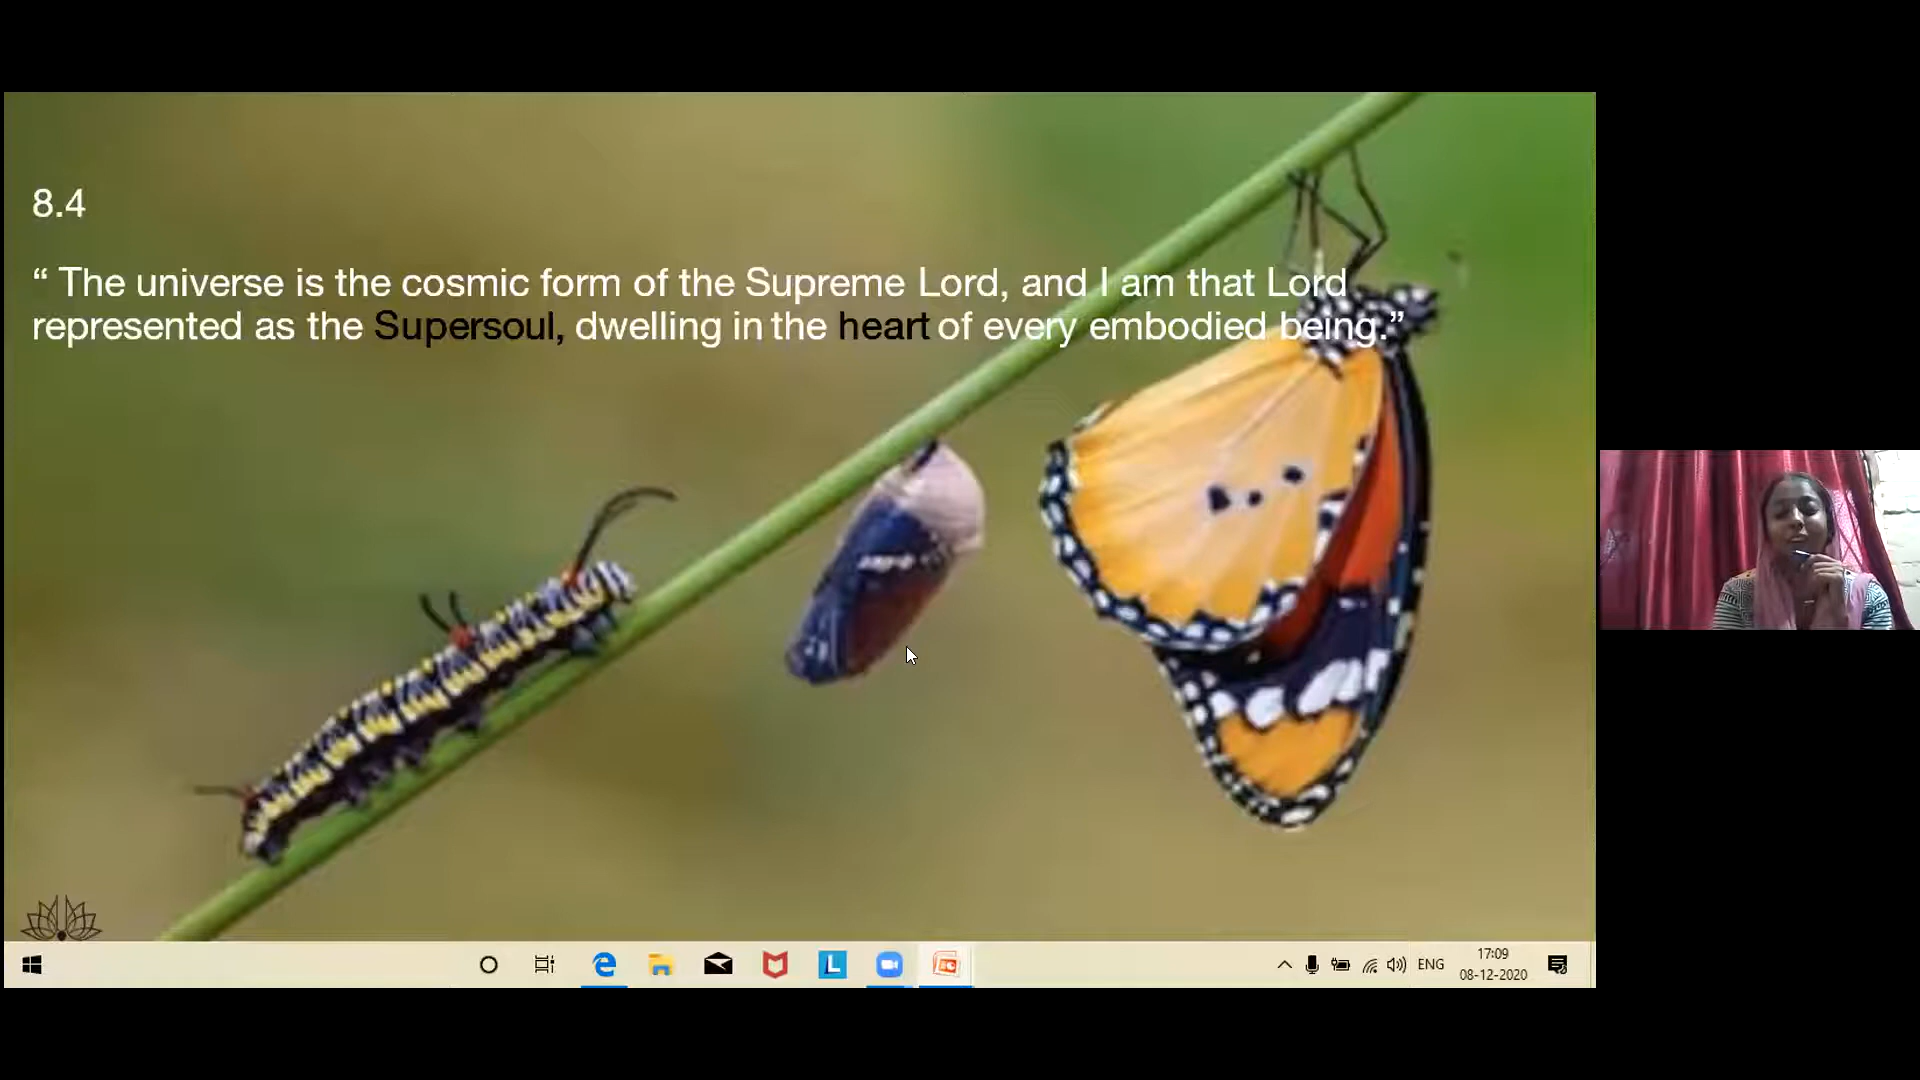 8.4
“ The universe is the cosmic form of the Supreme Lord, and I am that Lord
represented as the Supersoul, dwelling in the heart of every embodied being.”
L
ENG
17:09
08-12-2020